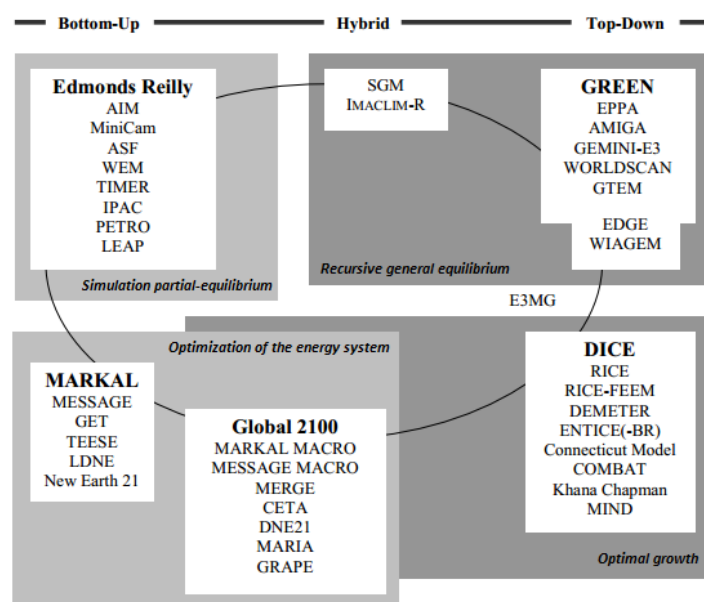 Bottom-Up
Hybrid
Top-Down
Edmonds Reilly
AIM
MiniCam
ASF
WEM
TIMER
IPAC
PETRO
LEAP
Simulation partial-equilibrium
SGM
IMACLIM-R
GREEN
EPPA
AMIGA
GEMINI-E3
WORLDSCAN
GTEM
EDGE
WIAGEM
Recursive general equilibrium
E3MG
Optimization of the energy system
MARKAL
MESSAGE
GET
TEESE
LDNE
New Earth 21
Global 2100
MARKAL MACRO
MESSAGE MACRO
MERGE
CETA
DNE21
MARIA
GRAPE
DICE
RICE
RICE-FEEM
DEMETER
ENTICE(-BR)
Connecticut Model
COMBAT
Khana Chapman
MIND
Optimal growth